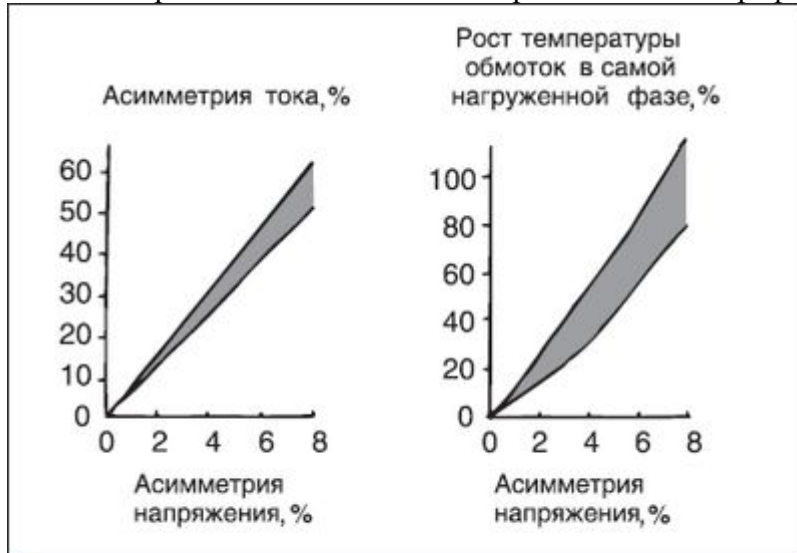 Асимметрия тока,%
60
50
40
30
20
10
0
0 2 4 6 8
Асимметрия
напряжения,%
Рост температуры
обмоток в самой
нагруженной фазе,%
100
80
60
40
20
0
0 2 4 6 8
Асимметрия
напряжения,%